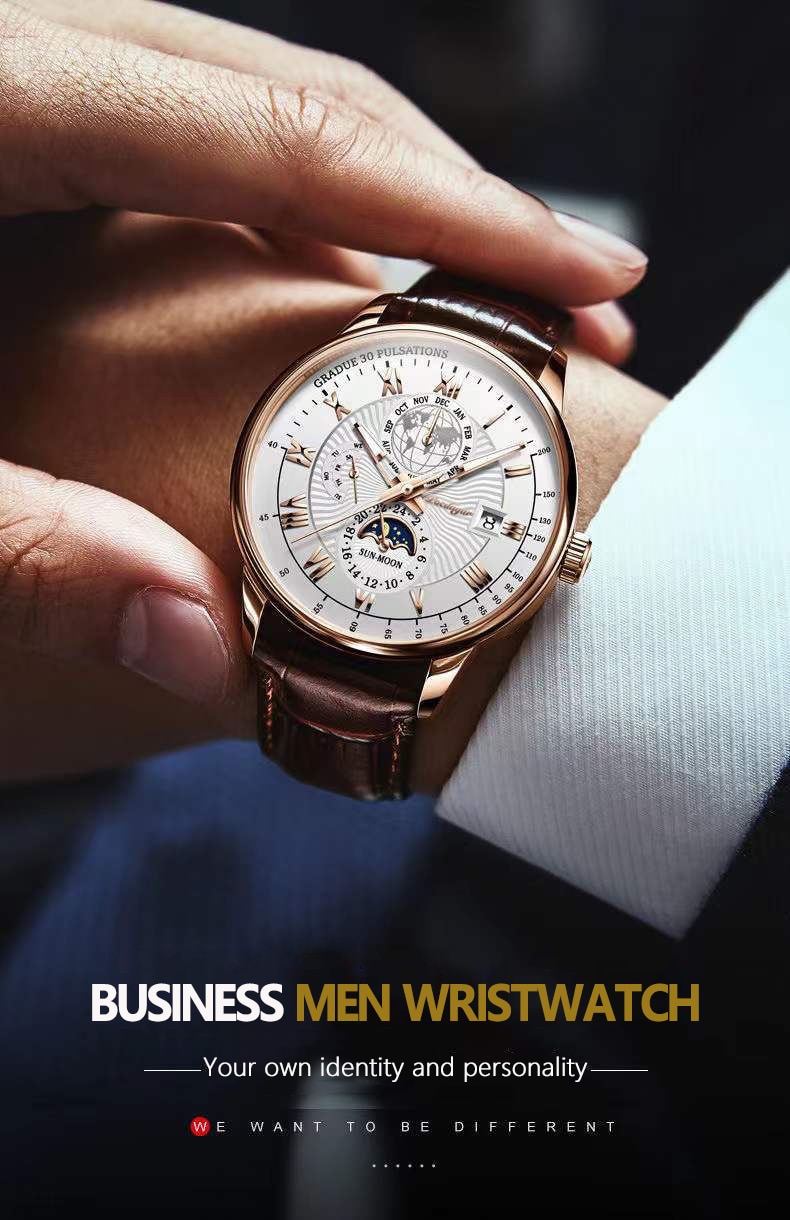 GRADUE 30 PULSATIONS
XII
XI
X
DEC
NOV
JAN
OCT
FEB
SEP
MAR
APR
200
40
150
8
45
130
120
22 24 2
20
18
4
16
6
SUN-MOON
14 12 10 8
110
100
95
90
50
85
80
55
75
60
65
70
BUSINESS MEN WRISTWATCH
Your own identity and personality
WE WANT TO BE DIFFERENT